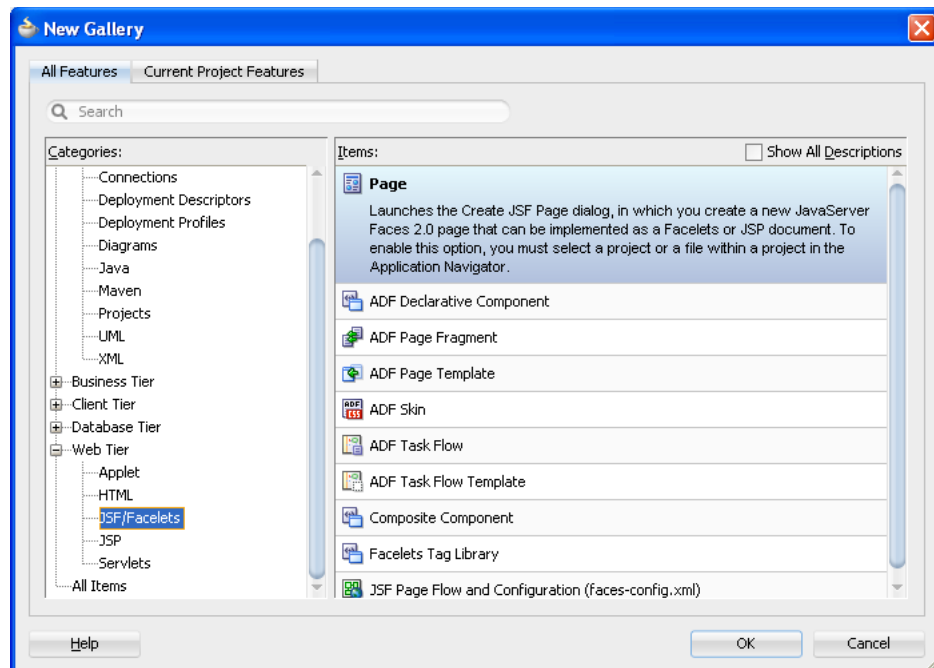 New Gallery
All Features
Current Project Features
Search
Categories:
Connections
Deployment Descriptors
Deployment Profiles
Diagrams
Java
Maven
Projects
UML
XML
Business Tier
Client Tier
Database Tier
Web Tier
Applet
HTML
JSF/Facelets
JSP
Servlets
All Items
Items:
Show All Descriptions
Page
Launches the Create JSF Page dialog, in which you create a new JavaServer
Faces 2.0 page that can be implemented as a Facelets or JSP document. To
enable this option, you must select a project or a file within a project in the
Application Navigator.
ADF Declarative Component
ADF Page Fragment
ADF Page Template
ADF CSS
ADF Skin
ADF Task Flow
ADF Task Flow Template
Composite Component
Facelets Tag Library
JSF Page Flow and Configuration (faces-config.xml)
Help
OK
Cancel